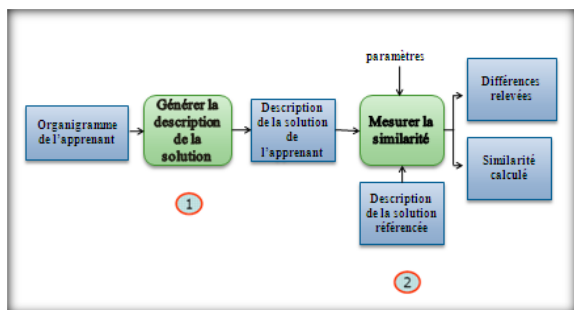 paramètres
Organigramme
de l'apprenant
Générer la
description
de la
solution
Description
de la solution
de
l'apprenant
Mesurer la
similarité
Différences
relevées
Similarité
calculé
Description
de la solution
référencée
1
2